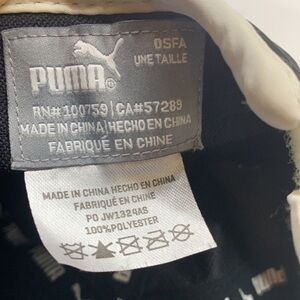 PUMA®
OSFA
UNE TAILLE
RN# 100759 | CA# 57289
MADE IN CHINA | HECHO EN CHINA
FABRIQUÉ EN CHINE
MADE IN CHINA HECHO EN CHINA
FABRIQUÉ EN CHINE
PO JW1324AS
100%POLYESTER